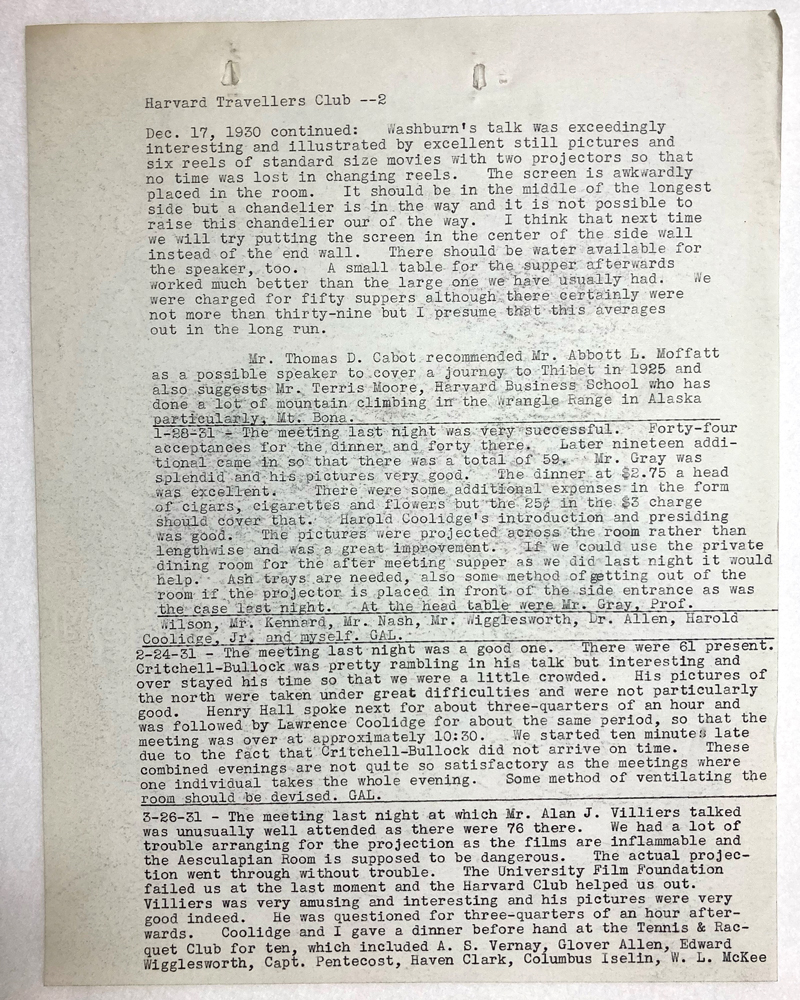 Harvard Travellers Club --2
Dec. 17, 1930 continued: Washburn's talk was exceedingly
interesting and illustrated by excellent still pictures and
six reels of standard size movies with two projectors so that
no time was lost in changing reels. The screen is awkwardly
placed in the room. It should be in the middle of the longest
side but a chandelier is in the way and it is not possible to
raise this chandelier our of the way. I think that next time
we will try putting the screen in the center of the side wall
instead of the end wall. There should be water available for
the speaker, too. A small table for the supper afterwards
worked much better than the large one we have usually had. We
were charged for fifty suppers although there certainly were
not more than thirty-nine but I presume that this averages
out in the long run.
Mr. Thomas D. Cabot recommended Mr. Abbott L. Moffatt
as a possible speaker to cover a journey to Thibet in 1925 and
also suggests Mr. Terris Moore, Harvard Business School who has
done a lot of mountain climbing in the Wrangle Range in Alaska
particularly, Mt. Bona.
1-28-31 - The meeting last night was very successful. Forty-four
acceptances for the dinner and forty there. Later nineteen addi-
tional came in so that there was a total of 59. Mr. Gray was
splendid and his pictures very good. The dinner at $2.75 a head
was excellent. There were some additional expenses in the form
of cigars, cigarettes and flowers but the 25¢ in the $3 charge
should cover that. Harold Coolidge's introduction and presiding
was good. The pictures were projected across the room rather than
lengthwise and was a great improvement. If we could use the private
dining room for the after meeting supper as we did last night it would
help. Ash trays are needed, also some method of getting out of the
room if the projector is placed in front of the side entrance as was
the case last night. At the head table were Mr. Gray, Prof.
Wilson, Mr. Kennard, Mr. Nash, Mr. Wigglesworth, Dr. Allen, Harold
Coolidge, Jr. and myself. GAL.
2-24-31 - The meeting last night was a good one. There were 61 present.
Critchell-Bullock was pretty rambling in his talk but interesting and
over stayed his time so that we were a little crowded. His pictures of
the north were taken under great difficulties and were not particularly
good. Henry Hall spoke next for about three-quarters of an hour and
was followed by Lawrence Coolidge for about the same period, so that the
meeting was over at approximately 10:30. We started ten minutes late
due to the fact that Critchell-Bullock did not arrive on time. These
combined evenings are not quite so satisfactory as the meetings where
one individual takes the whole evening. Some method of ventilating the
room should be devised. GAL.
3-26-31 - The meeting last night at which Mr. Alan J. Villiers talked
was unusually well attended as there were 76 there. We had a lot of
trouble arranging for the projection as the films are inflammable and
the Aesculapian Room is supposed to be dangerous. The actual projec-
tion went through without trouble. The University Film Foundation
failed us at the last moment and the Harvard Club helped us out.
Villiers was very amusing and interesting and his pictures were very
good indeed. He was questioned for three-quarters of an hour after-
wards. Coolidge and I gave a dinner before hand at the Tennis & Rac-
quet Club for ten, which included A. S. Vernay, Glover Allen, Edward
Wigglesworth, Capt. Pentecost, Haven Clark, Columbus Iselin, W. L. McKee